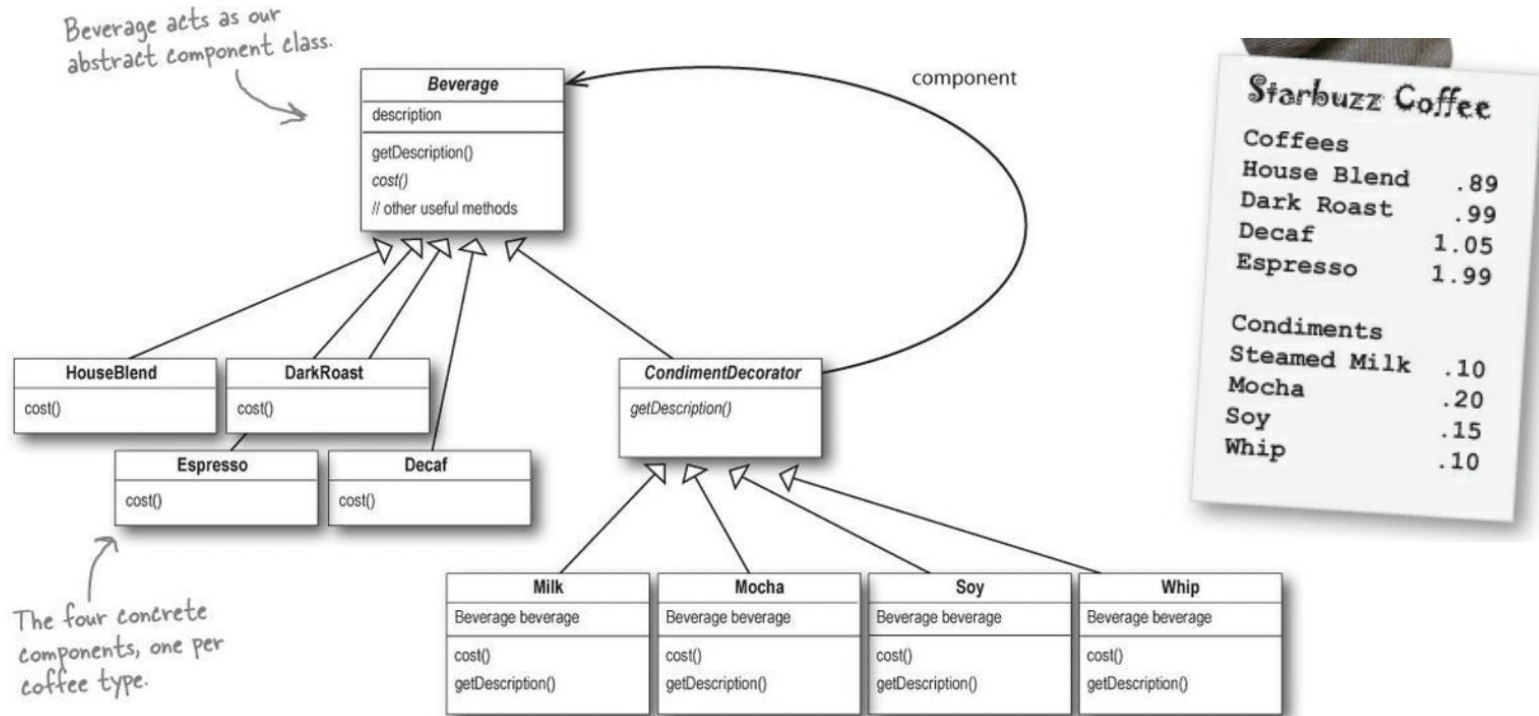 Beverage acts as our
abstract component class.
Beverage
description
getDescription()
cost()
// other useful methods
component
HouseBlend
cost()
DarkRoast
cost()
Espresso
cost()
Decaf
cost()
CondimentDecorator
getDescription()
The four concrete
components, one per
coffee type.
Milk
Beverage beverage
cost()
getDescription()
Mocha
Beverage beverage
cost()
getDescription()
Soy
Beverage beverage
cost()
getDescription()
Whip
Beverage beverage
cost()
getDescription()
Starbuzz Coffee
Coffees
House Blend .89
Dark Roast .99
Decaf 1.05
Espresso 1.99
Condiments
Steamed Milk .10
Mocha .20
Soy .15
Whip .10